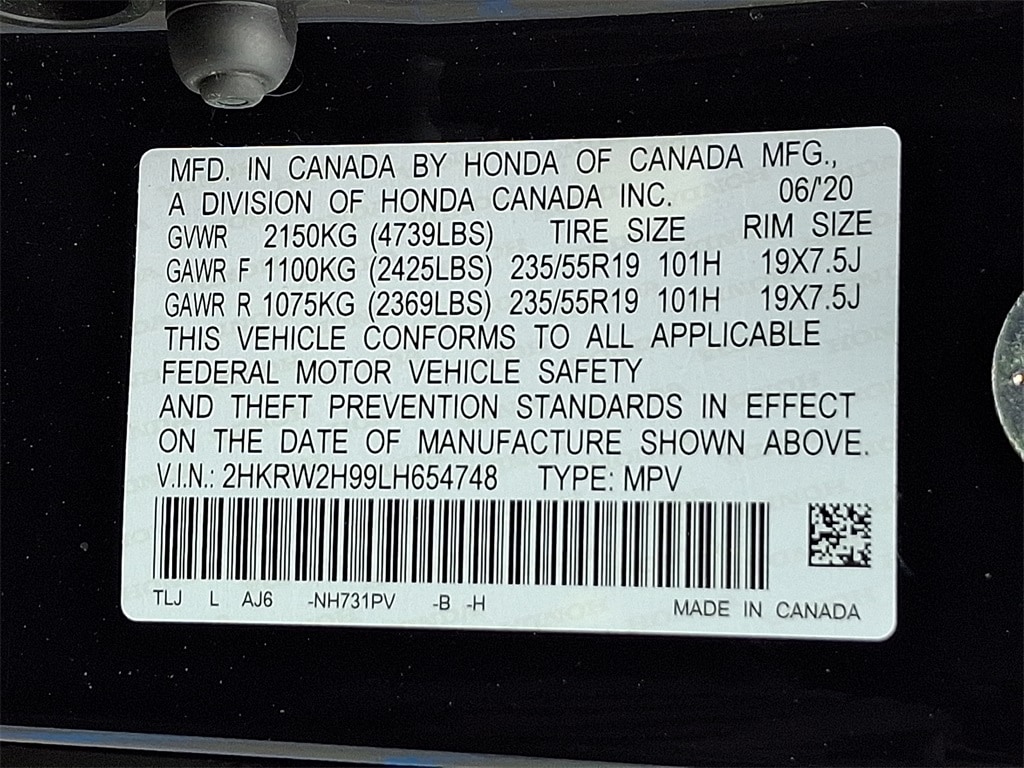 MFD. IN CANADA BY HONDA OF CANADA MFG.,
A DIVISION OF HONDA CANADA INC. 06/'20
GVWR 2150KG (4739LBS) TIRE SIZE RIM SIZE
GAWR F 1100KG (2425LBS) 235/55R19 101H 19X7.5J
GAWR R 1075KG (2369LBS) 235/55R19 101H 19X7.5J
THIS VEHICLE CONFORMS TO ALL APPLICABLE
FEDERAL MOTOR VEHICLE SAFETY
AND THEFT PREVENTION STANDARDS IN EFFECT
ON THE DATE OF MANUFACTURE SHOWN ABOVE.
V.I.N.: 2HKRW2H99LH654748 TYPE: MPV
TLJ L AJ6 -NH731PV -B -H MADE IN CANADA